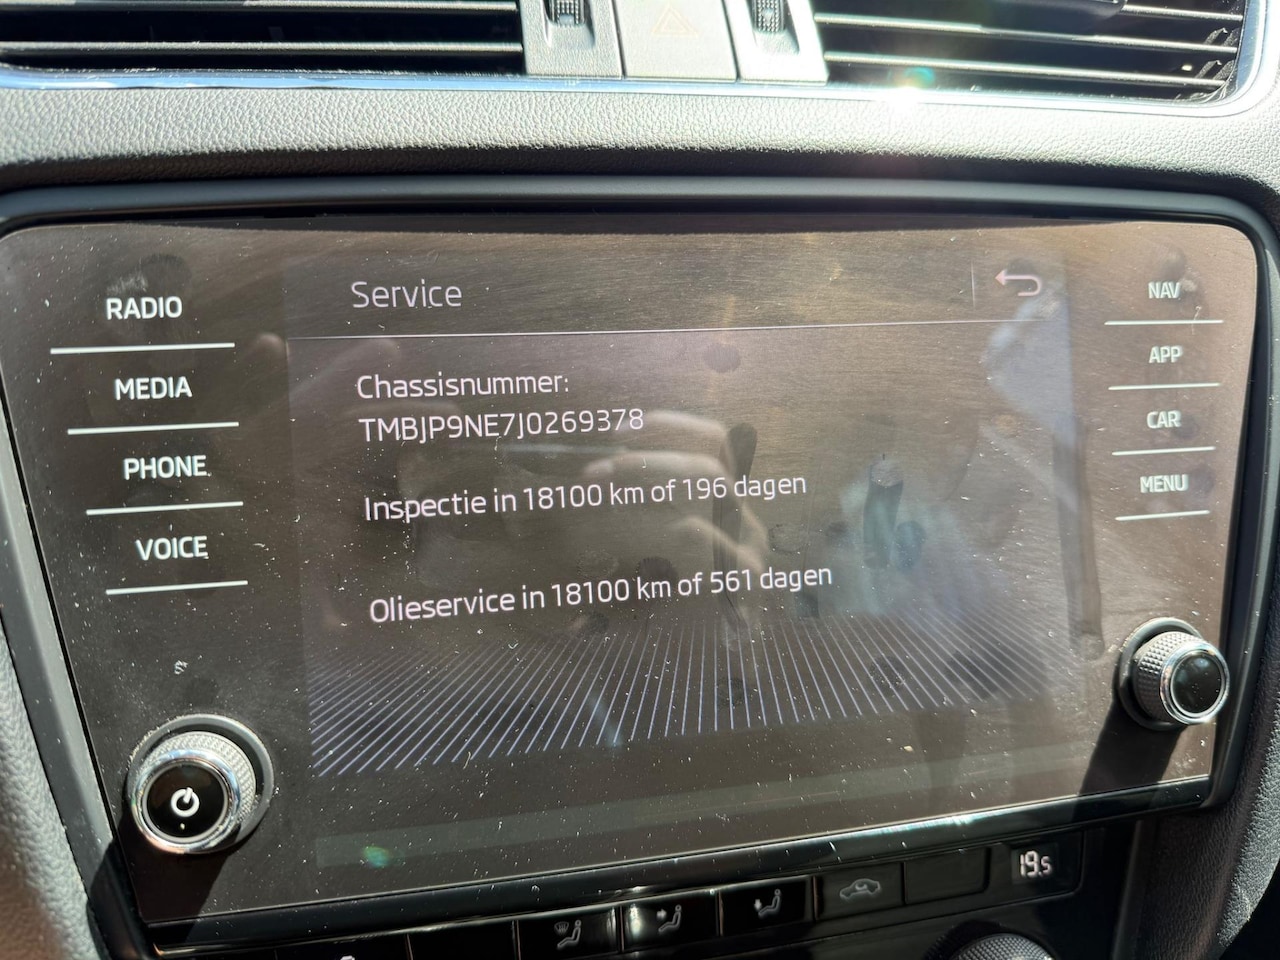 RADIO
MEDIA
PHONE
VOICE
Service
Chassisnummer:
TMBJP9NE7J0269378
Inspectie in 18100 km of 196 dagen
Olieservice in 18100 km of 561 dagen
NAV
APP
CAR
MENU
19.5